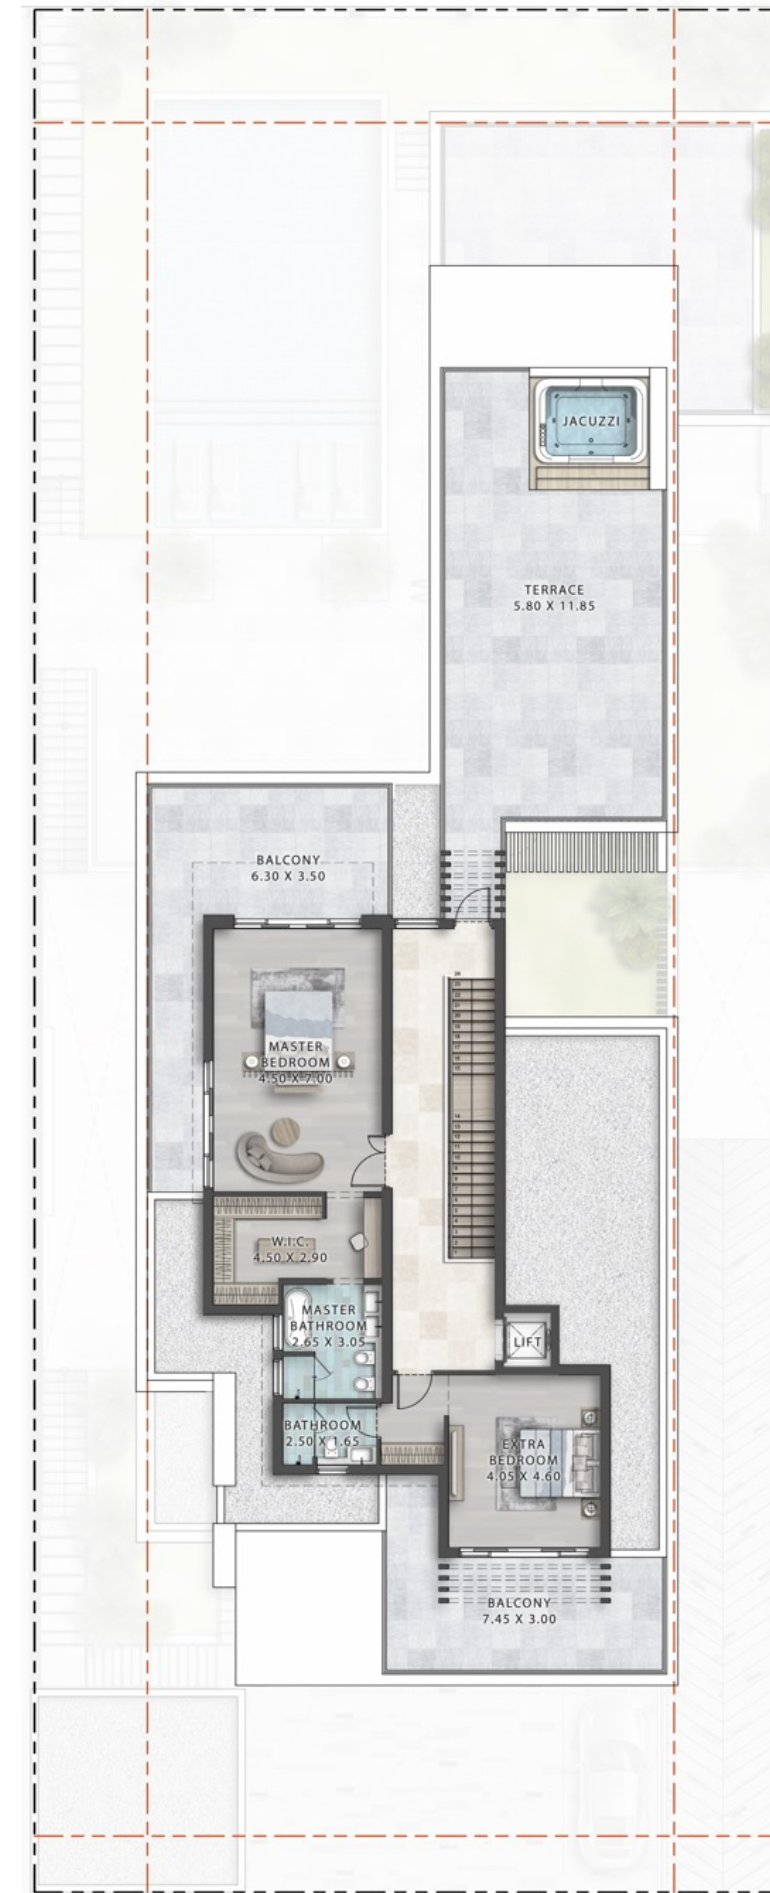 JACUZZI
TERRACE
5.80 X 11.85
BALCONY
6.30 X 3.50
MASTER
BEDROOM
4.50 X 7.00
W.I.C.
4.50 X 2.90
MASTER
BATHROOM
2.65 X 3.05
LIFT
BATHROOM
2.50 X 1.65
EXTRA
BEDROOM
4.05 X 4.60
BALCONY
7.45 X 3.00